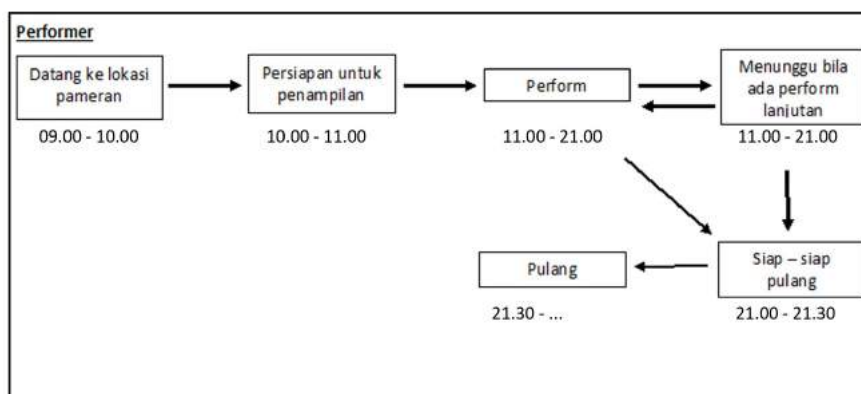 Performer
Datang ke lokasi
pameran
09.00 - 10.00
Persiapan untuk
penampilan
10.00 - 11.00
Perform
11.00 - 21.00
Menunggu bila
ada perform
lanjutan
11.00 - 21.00
Siap – siap
pulang
21.00 - 21.30
Pulang
21.30 - ...